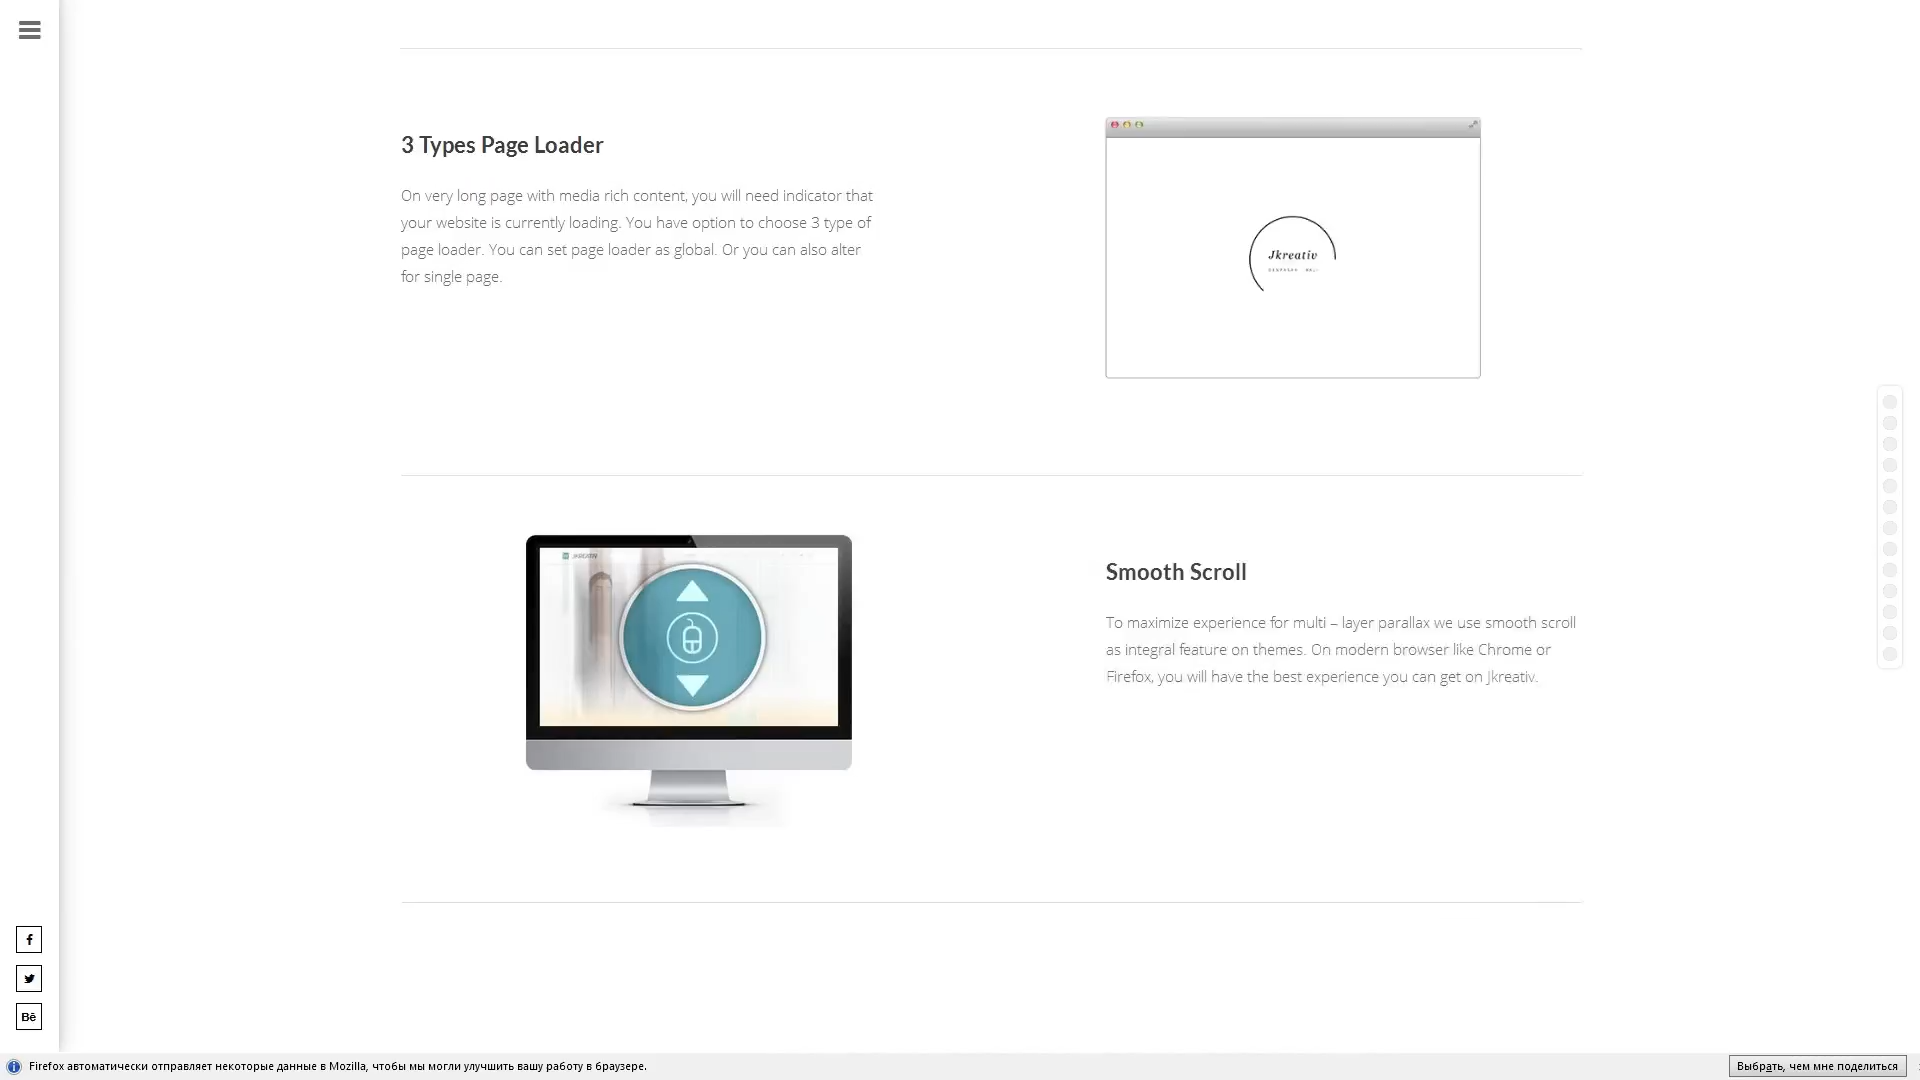 3 Types Page Loader
On very long page with media rich content, you will need indicator that
your website is currently loading. You have option to choose 3 type of
page loader. You can set page loader as global. Or you can also alter
for single page.
Jkreativ
Smooth Scroll
To maximize experience for multi – layer parallax we use smooth scroll
as integral feature on themes. On modern browser like Chrome or
Firefox, you will have the best experience you can get on Jkreativ.
Bē
Firefox автоматически отправляет некоторые данные в Mozilla, чтобы мы могли улучшить вашу работу в браузере.
Выбрать, чем мне поделиться